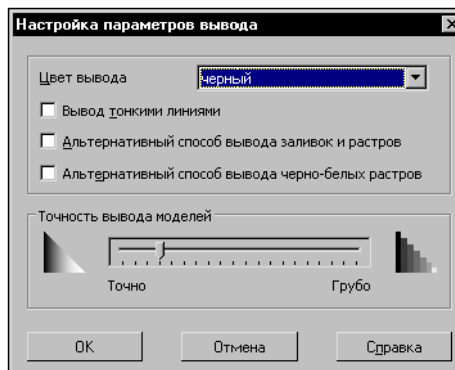 Настройка параметров вывода
Цвет вывода черный
Вывод тонкими линиями
Альтернативный способ вывода заливок и растров
Альтернативный способ вывода черно-белых растров
Точность вывода моделей
Точно Грубо
OK Отмена Справка